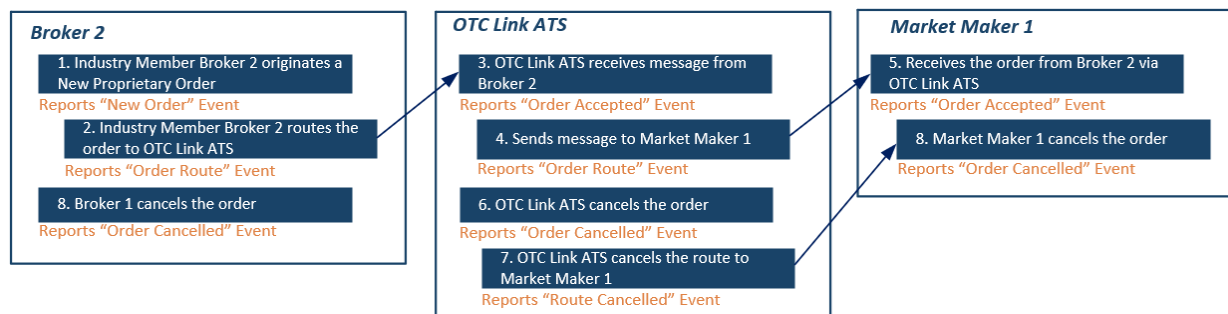 Broker 2
1. Industry Member Broker 2 originates a
New Proprietary Order
Reports “New Order” Event
2. Industry Member Broker 2 routes the
order to OTC Link ATS
Reports “Order Route” Event
8. Broker 1 cancels the order
Reports “Order Cancelled” Event
OTC Link ATS
3. OTC Link ATS receives message from
Broker 2
Reports “Order Accepted” Event
4. Sends message to Market Maker 1
Reports “Order Route” Event
6. OTC Link ATS cancels the order
Reports “Order Cancelled” Event
7. OTC Link ATS cancels the route to
Market Maker 1
Reports “Route Cancelled” Event
Market Maker 1
5. Receives the order from Broker 2 via
OTC Link ATS
Reports “Order Accepted” Event
8. Market Maker 1 cancels the order
Reports “Order Cancelled” Event